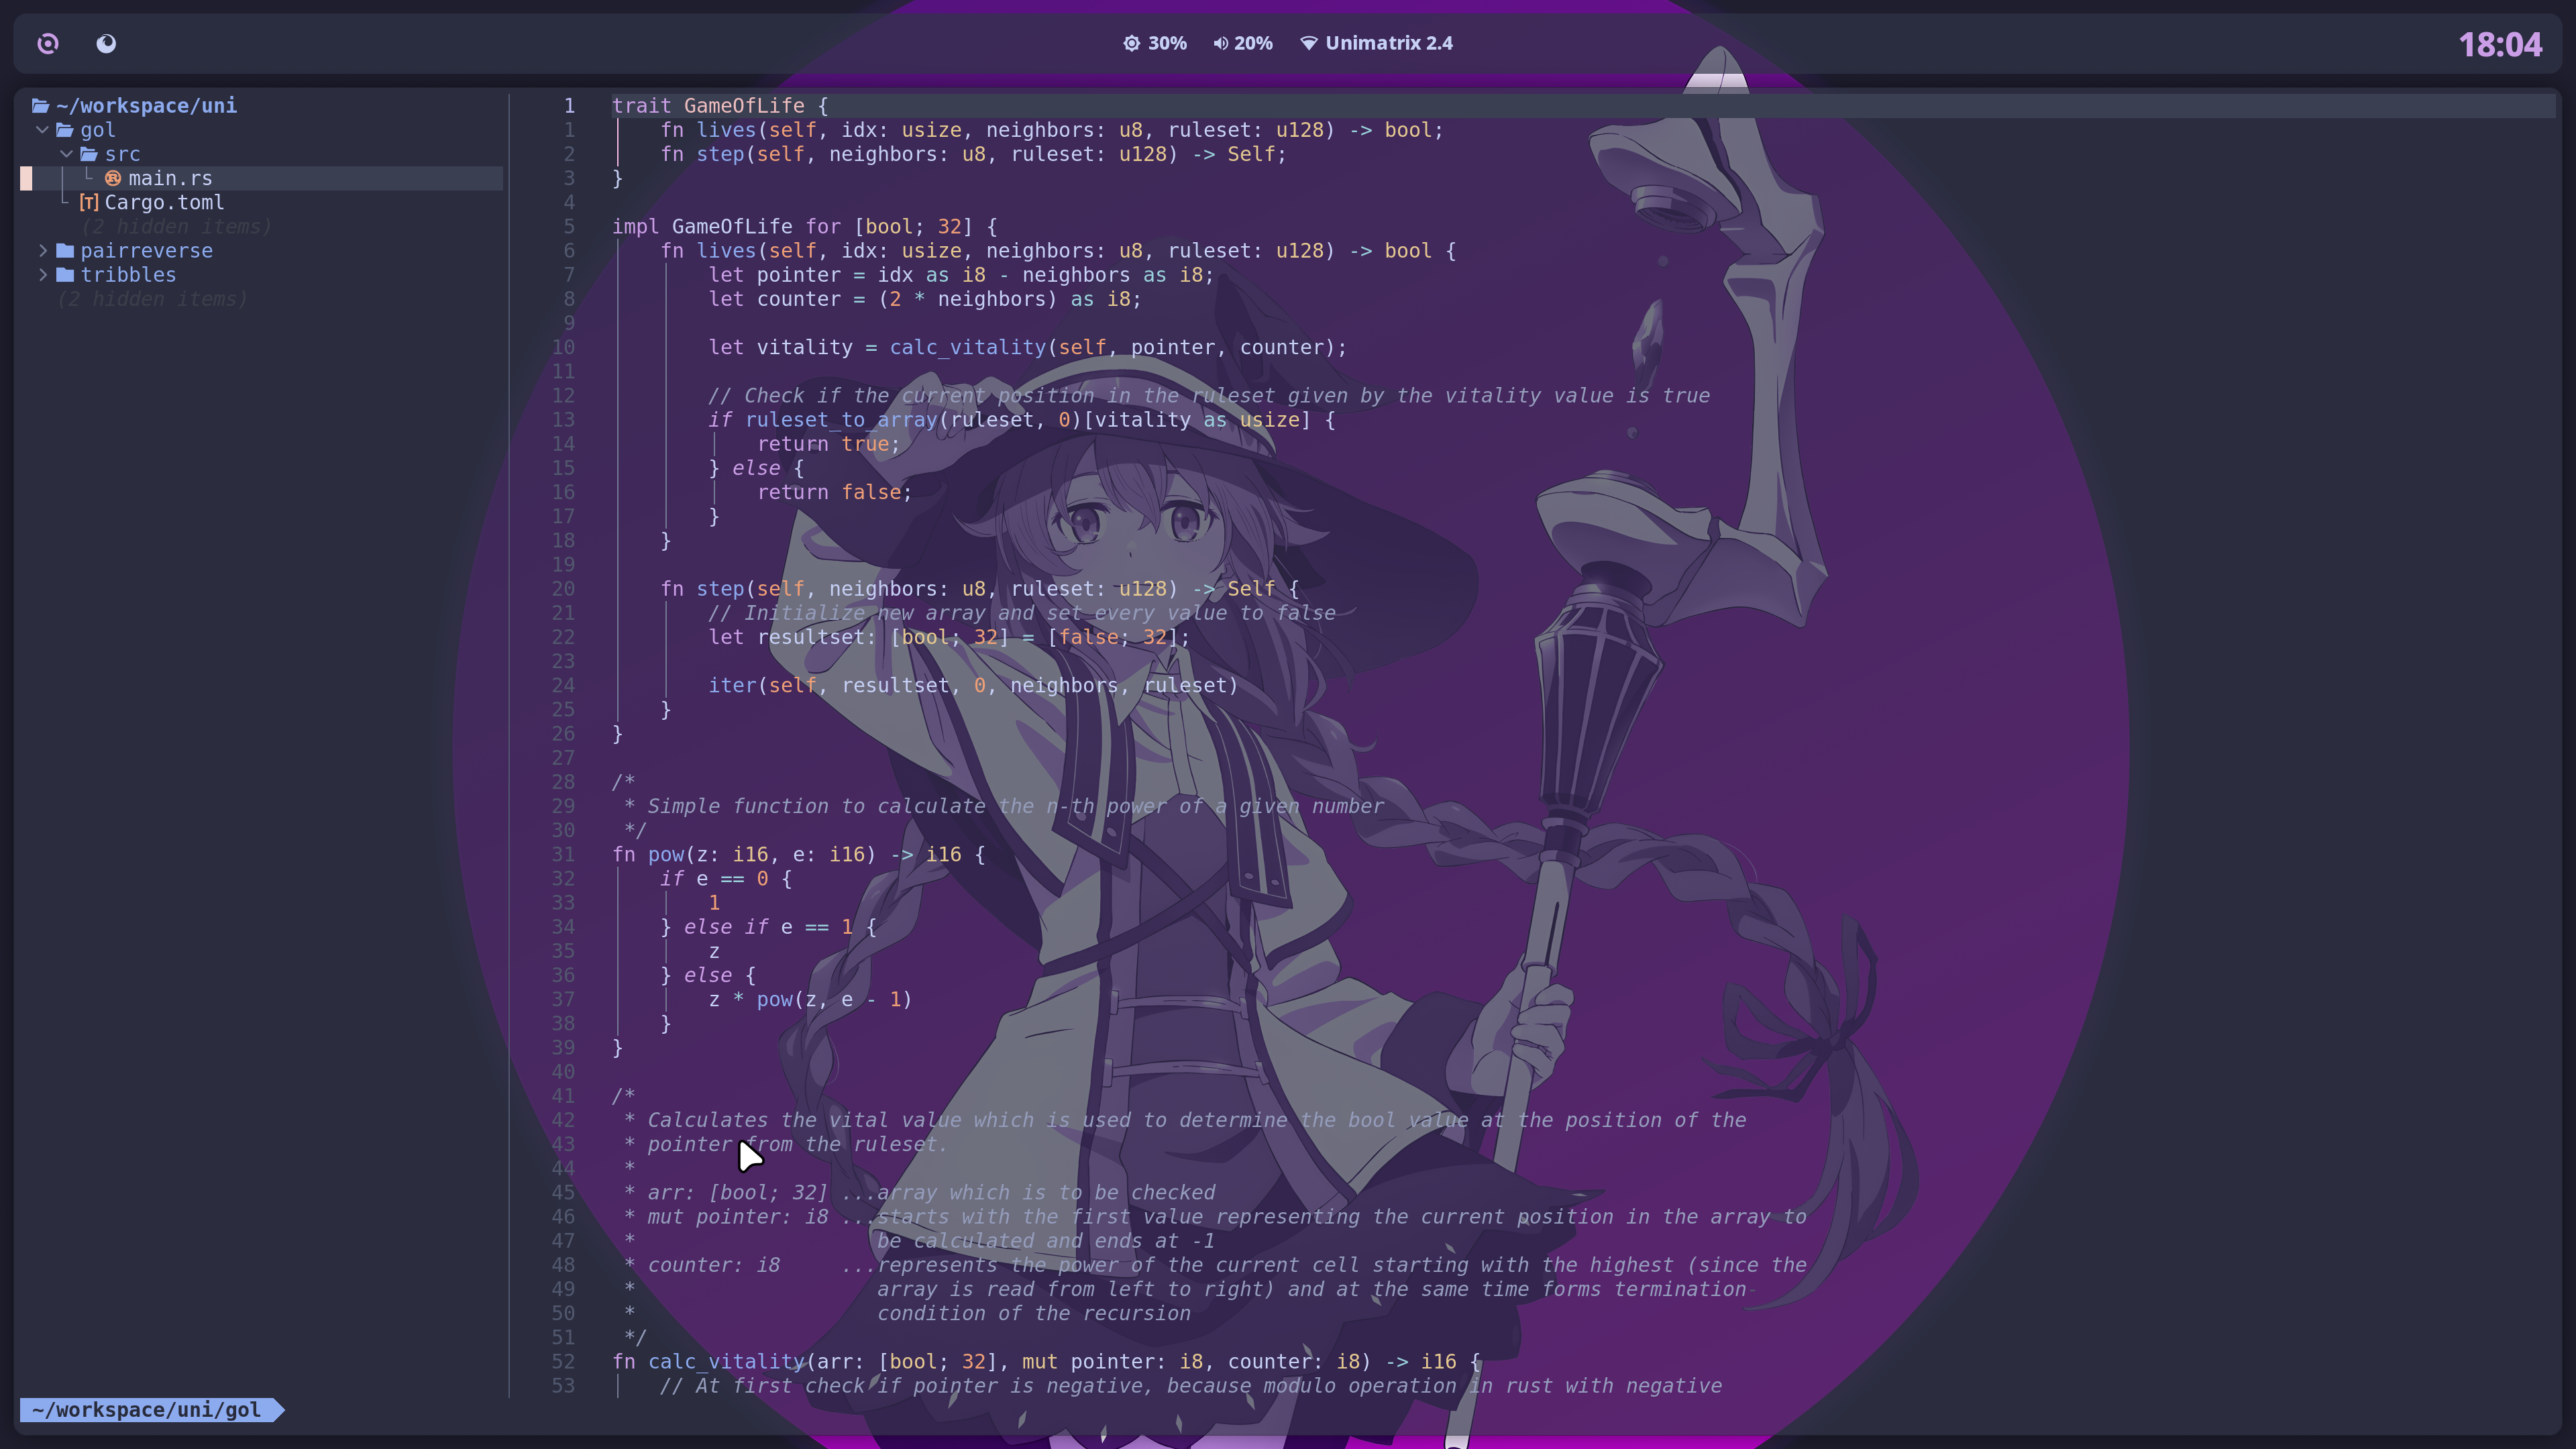 30% 20% Unimatrix 2.4 18:04
~/workspace/uni
gol
src
main.rs
[T] Cargo.toml
(2 hidden items)
pairreverse
tribbles
(2 hidden items)
~/workspace/uni/gol
1 trait GameOfLife {
1     fn lives(self, idx: usize, neighbors: u8, ruleset: u128) -> bool;
2     fn step(self, neighbors: u8, ruleset: u128) -> Self;
3 }
4
5 impl GameOfLife for [bool; 32] {
6     fn lives(self, idx: usize, neighbors: u8, ruleset: u128) -> bool {
7         let pointer = idx as i8 - neighbors as i8;
8         let counter = (2 * neighbors) as i8;
9
10         let vitality = calc_vitality(self, pointer, counter);
11
12         // Check if the current position in the ruleset given by the vitality value is true
13         if ruleset_to_array(ruleset, 0)[vitality as usize] {
14             return true;
15         } else {
16             return false;
17         }
18     }
19
20     fn step(self, neighbors: u8, ruleset: u128) -> Self {
21         // Initialize new array and set every value to false
22         let resultset: [bool; 32] = [false; 32];
23
24         iter(self, resultset, 0, neighbors, ruleset)
25     }
26 }
27
28 /*
29  * Simple function to calculate the n-th power of a given number
30  */
31 fn pow(z: i16, e: i16) -> i16 {
32     if e == 0 {
33         1
34     } else if e == 1 {
35         z
36     } else {
37         z * pow(z, e - 1)
38     }
39 }
40
41 /*
42  * Calculates the vital value which is used to determine the bool value at the position of the
43  * pointer from the ruleset.
44  *
45  * arr: [bool; 32] ...array which is to be checked
46  * mut pointer: i8 ...starts with the first value representing the current position in the array to
47  *                    be calculated and ends at -1
48  * counter: i8     ...represents the power of the current cell starting with the highest (since the
49  *                    array is read from left to right) and at the same time forms termination-
50  *                    condition of the recursion
51  */
52 fn calc_vitality(arr: [bool; 32], mut pointer: i8, counter: i8) -> i16 {
53     // At first check if pointer is negative, because modulo operation in rust with negative